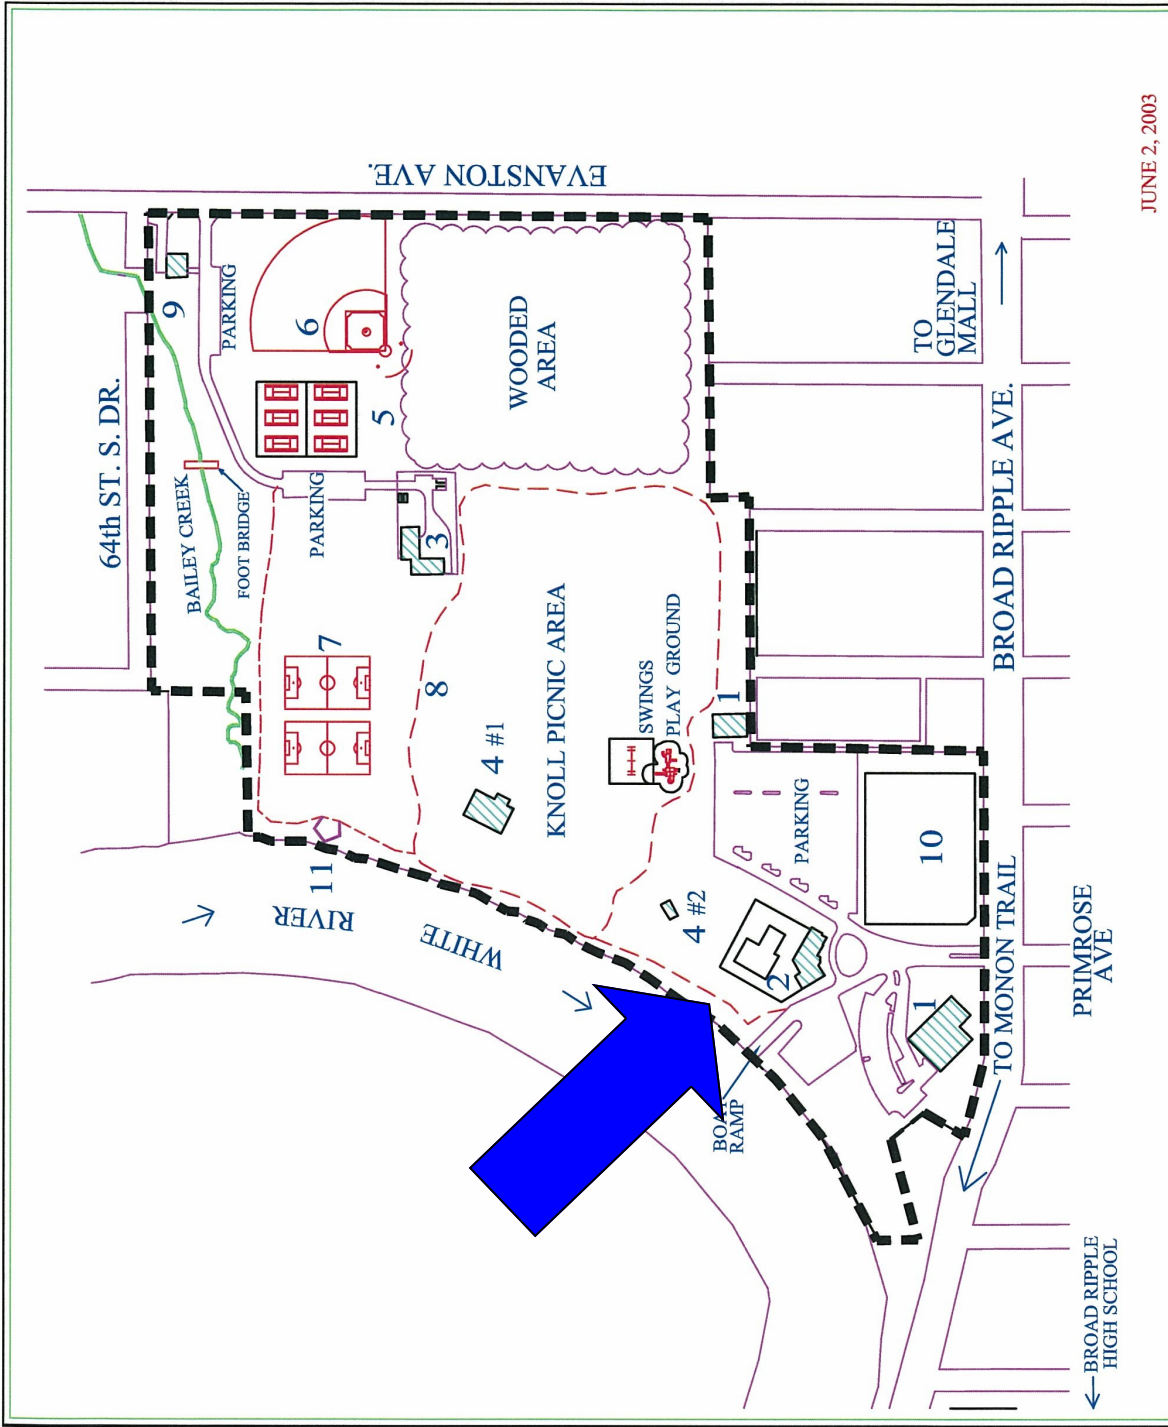 JUNE 2, 2003
EVANSTON AVE.
64th ST. S. DR.
9
PARKING
6
5
WOODED
AREA
TO
GLENDALE
MALL
BAILEY CREEK
FOOT BRIDGE
PARKING
3
BROAD RIPPLE AVE.
7
8
4 #1
KNOLL PICNIC AREA
SWINGS
PLAY GROUND
1
PARKING
10
11
WHITE
RIVER
4 #2
2
1
TO MONON TRAIL
PRIMROSE
AVE
BOAT
RAMP
BROAD RIPPLE
HIGH SCHOOL